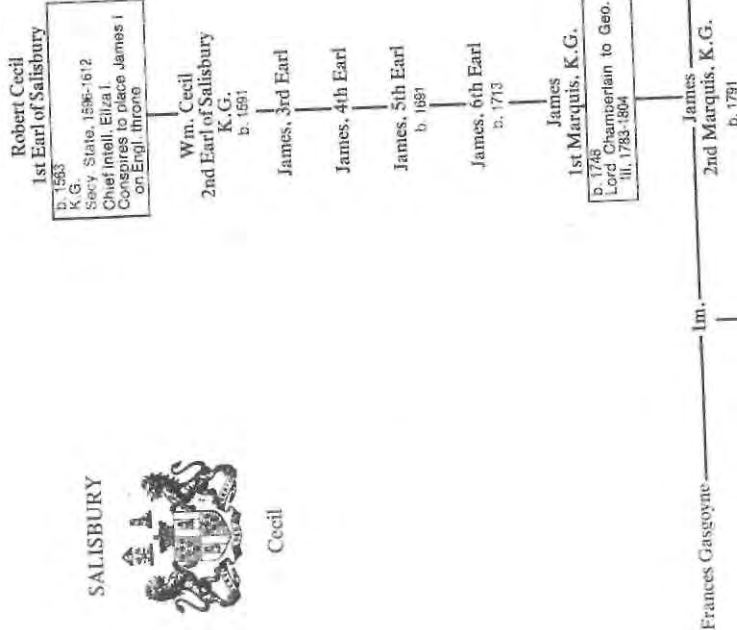 SALISBURY
Cecil
Robert Cecil
1st Earl of Salisbury
b. 1563
K.G.
Secy. State, 1596-1612
Chief Intell. Eliza I.
Conspires to place James I
on Engl. throne
Wm. Cecil
2nd Earl of Salisbury
K.G.
b. 1591
James, 3rd Earl
James, 4th Earl
James, 5th Earl
b. 1691
James, 6th Earl
b. 1713
James
1st Marquis, K.G.
b. 1748
Lord Chamberlain to Geo.
III, 1783-1804
Frances Gasgoyne
1m.
James
2nd Marquis, K.G.
b. 1791